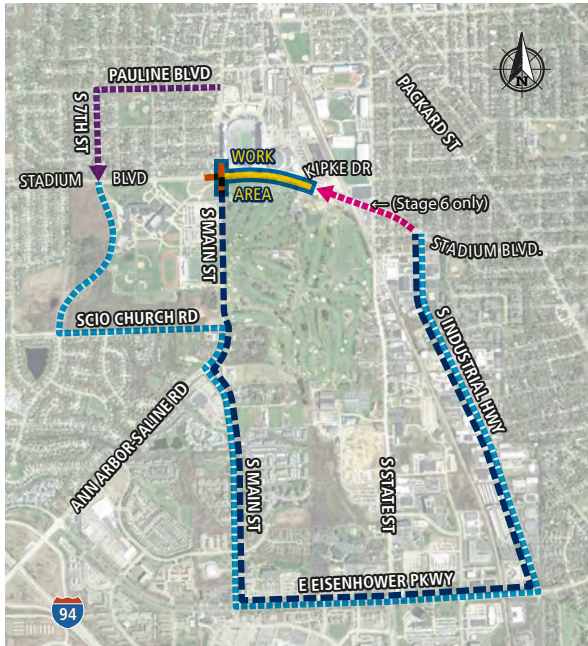 PAULINE BLVD
S 7TH ST
PACKARD ST
N
WORK
AREA
KIPKE DR
STADIUM BLVD
S MAIN ST
← (Stage 6 only)
STADIUM BLVD.
SCIO CHURCH RD
S INDUSTRIAL HWY
ANN ARBOR-SALINE RD
S MAIN ST
S STATE ST
E EISENHOWER PKWY
94